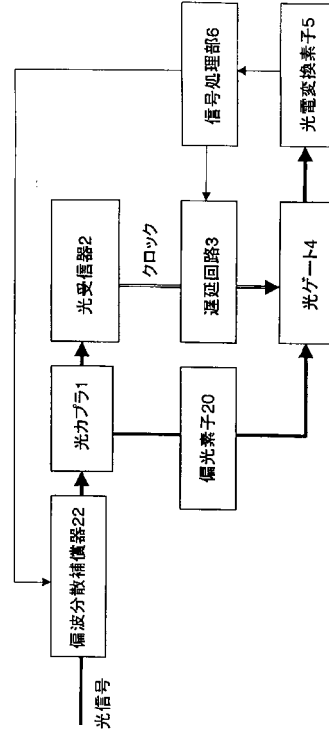 光信号
偏波分散補償器22
光カプラ1
光受信器2
クロック
偏光素子20
遅延回路3
信号処理部6
光ゲート4
光電変換素子5